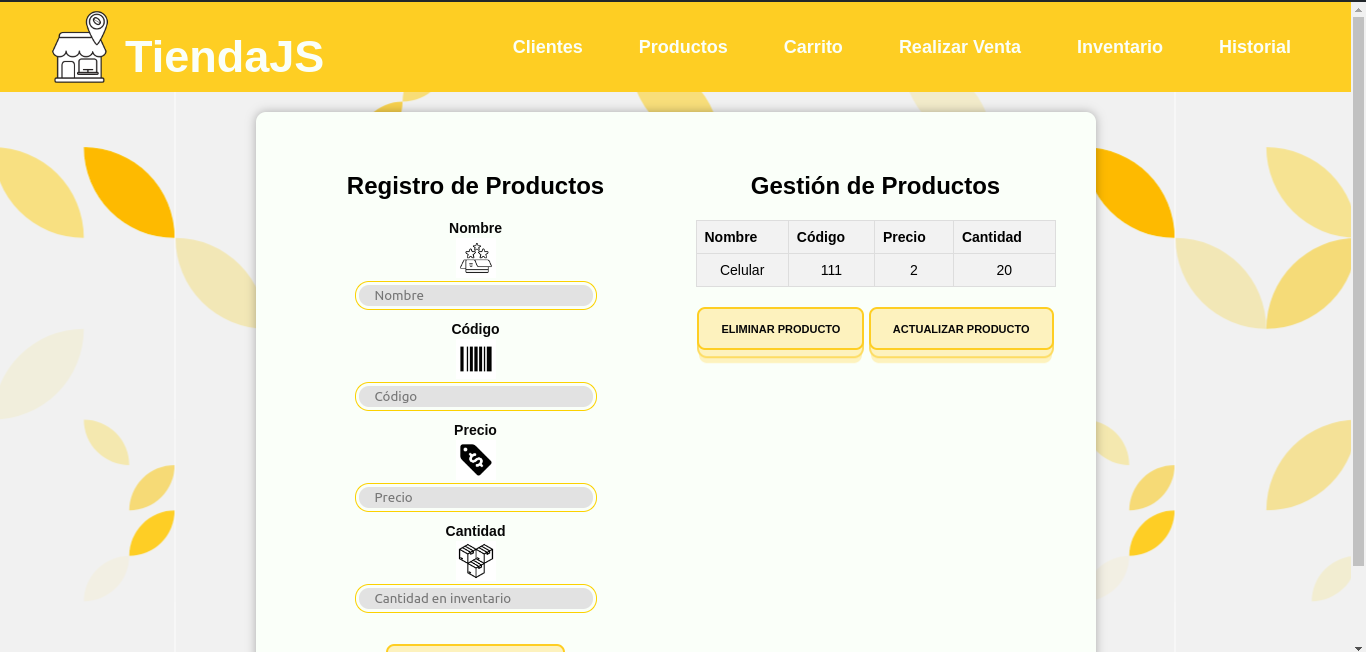 TiendaJS
Clientes Productos Carrito Realizar Venta Inventario Historial
Registro de Productos
Nombre
Nombre
Código
Código
Precio
Precio
Cantidad
Cantidad en inventario
Gestión de Productos
Nombre Código Precio Cantidad
Celular 111 2 20
ELIMINAR PRODUCTO ACTUALIZAR PRODUCTO